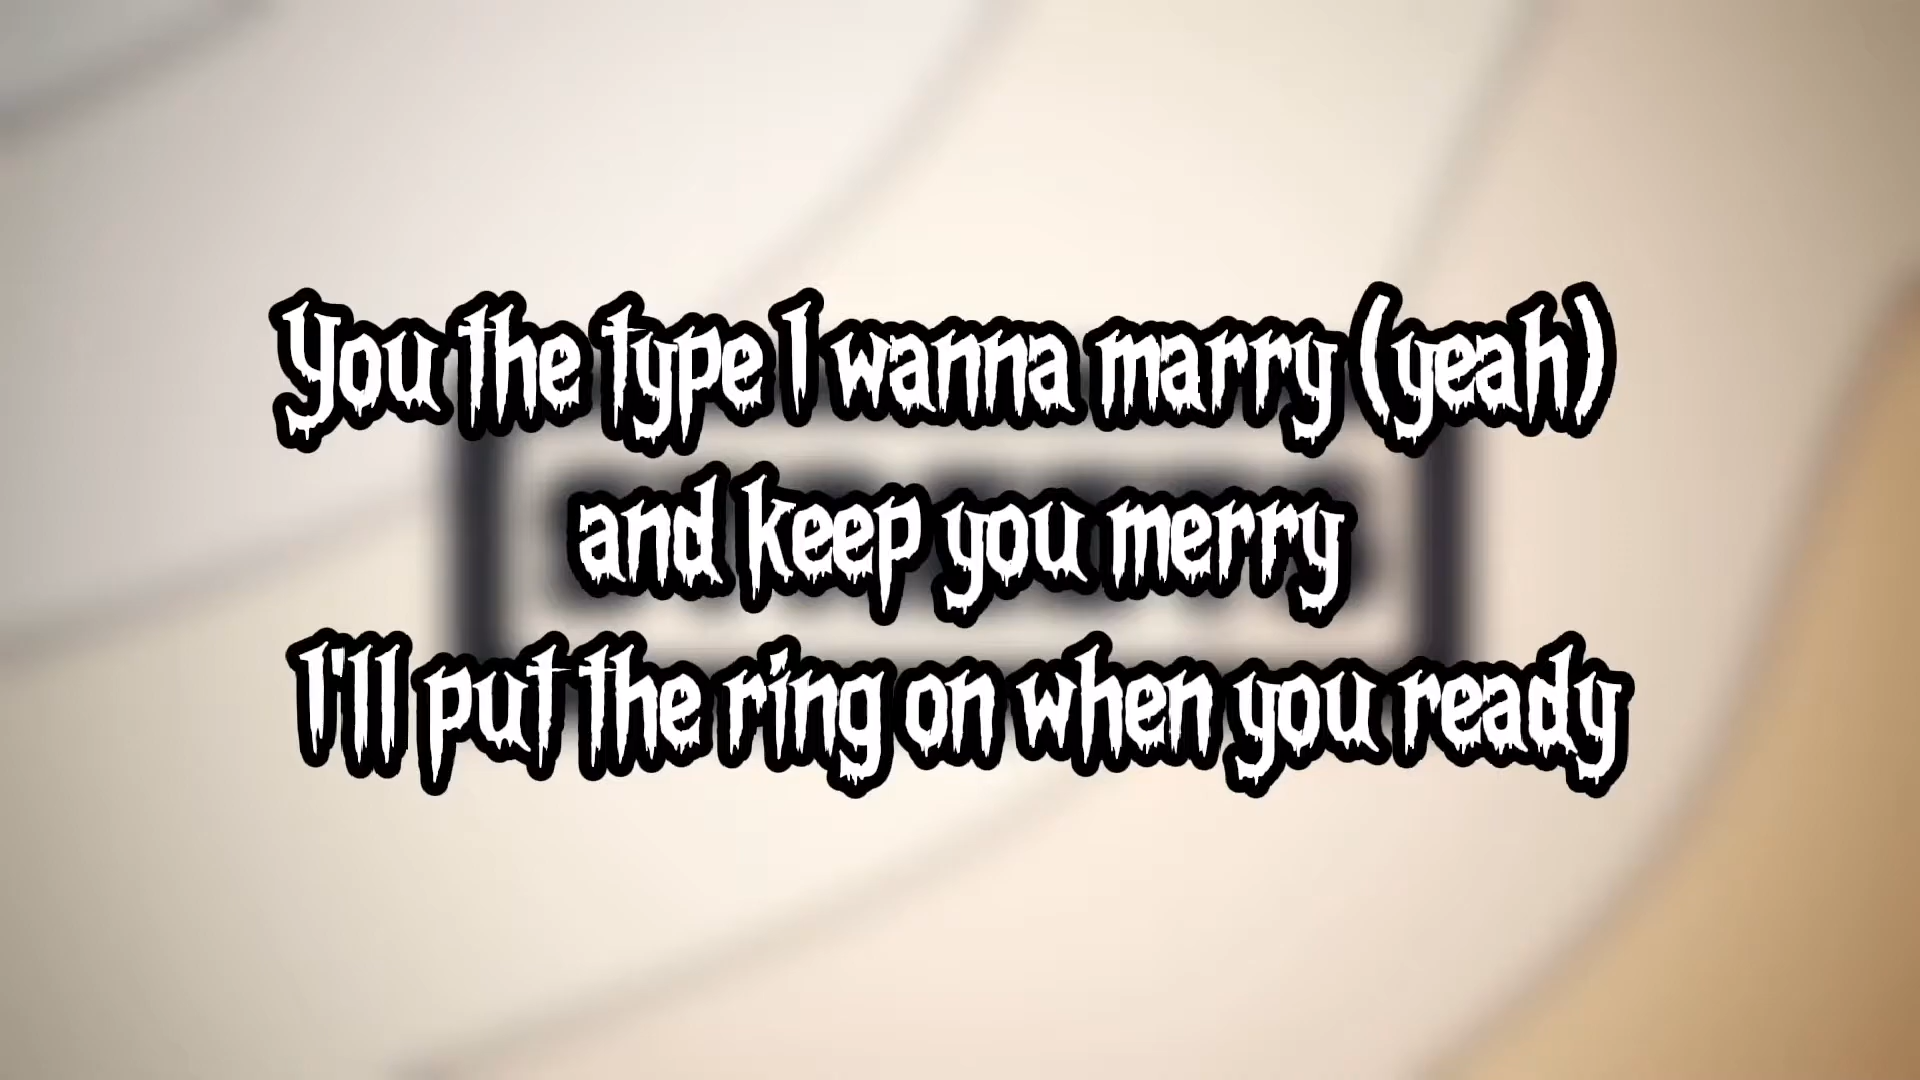 You the type I wanna marry (yeah)
and keep you merry
I'll put the ring on when you ready